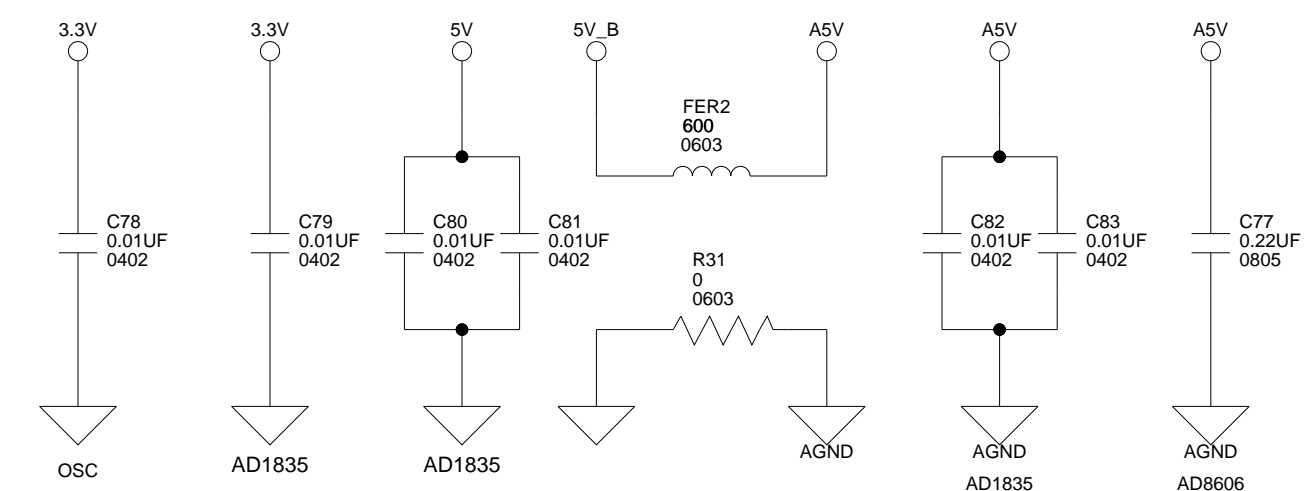 3.3V
3.3V
5V
5V_B
A5V
A5V
A5V
FER2
600
0603
C78
0.01UF
0402
C79
0.01UF
0402
C80
0.01UF
0402
C81
0.01UF
0402
R31
0
0603
C82
0.01UF
0402
C83
0.01UF
0402
C77
0.22UF
0805
OSC
AD1835
AD1835
AGND
AGND
AD1835
AGND
AD8606